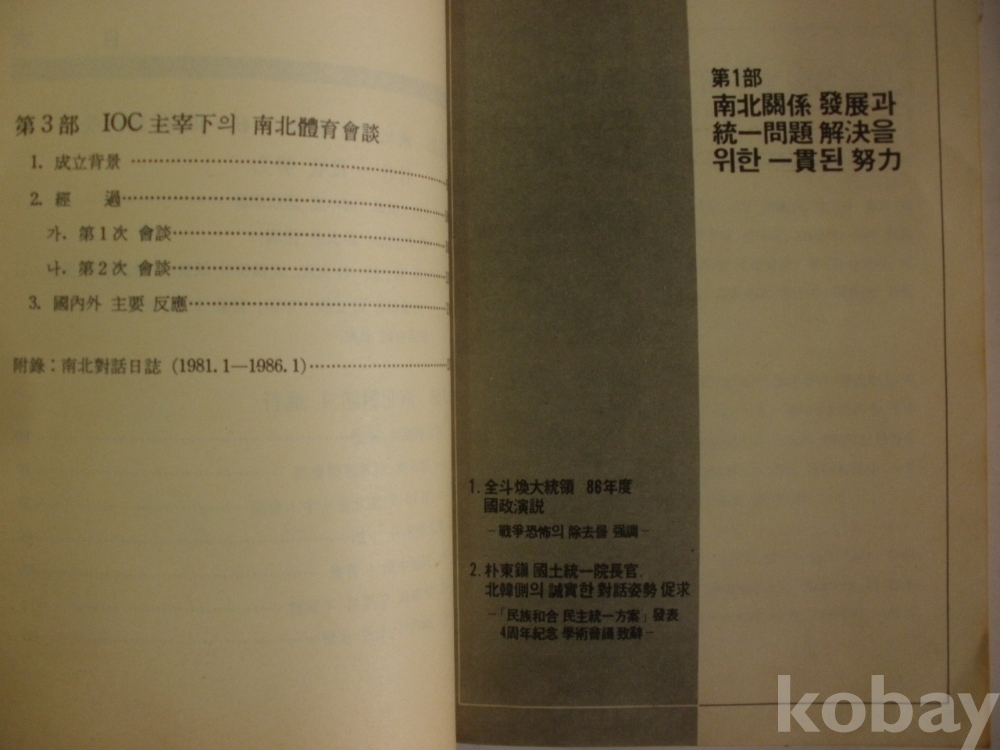 第3部 IOC 主宰下의 南北體育會談
1. 成立背景
2. 經 過
가. 第1次 會談
나. 第2次 會談
3. 國內外 主要 反應
附錄: 南北對話日誌 (1981.1—1986.1)
第1部
南北關係 發展과
統一問題 解決을
위한 一貫된 努力
1. 全斗煥大統領 86年度
國政演説
— 戰爭恐怖의 除去를 強調 —
2. 朴東鎭 國土統一院長官,
北韓側의 誠實한 對話姿勢 促求
—「民族和合 民主統一方案」發表
4周年紀念 學術會議 致辭 —
kobay